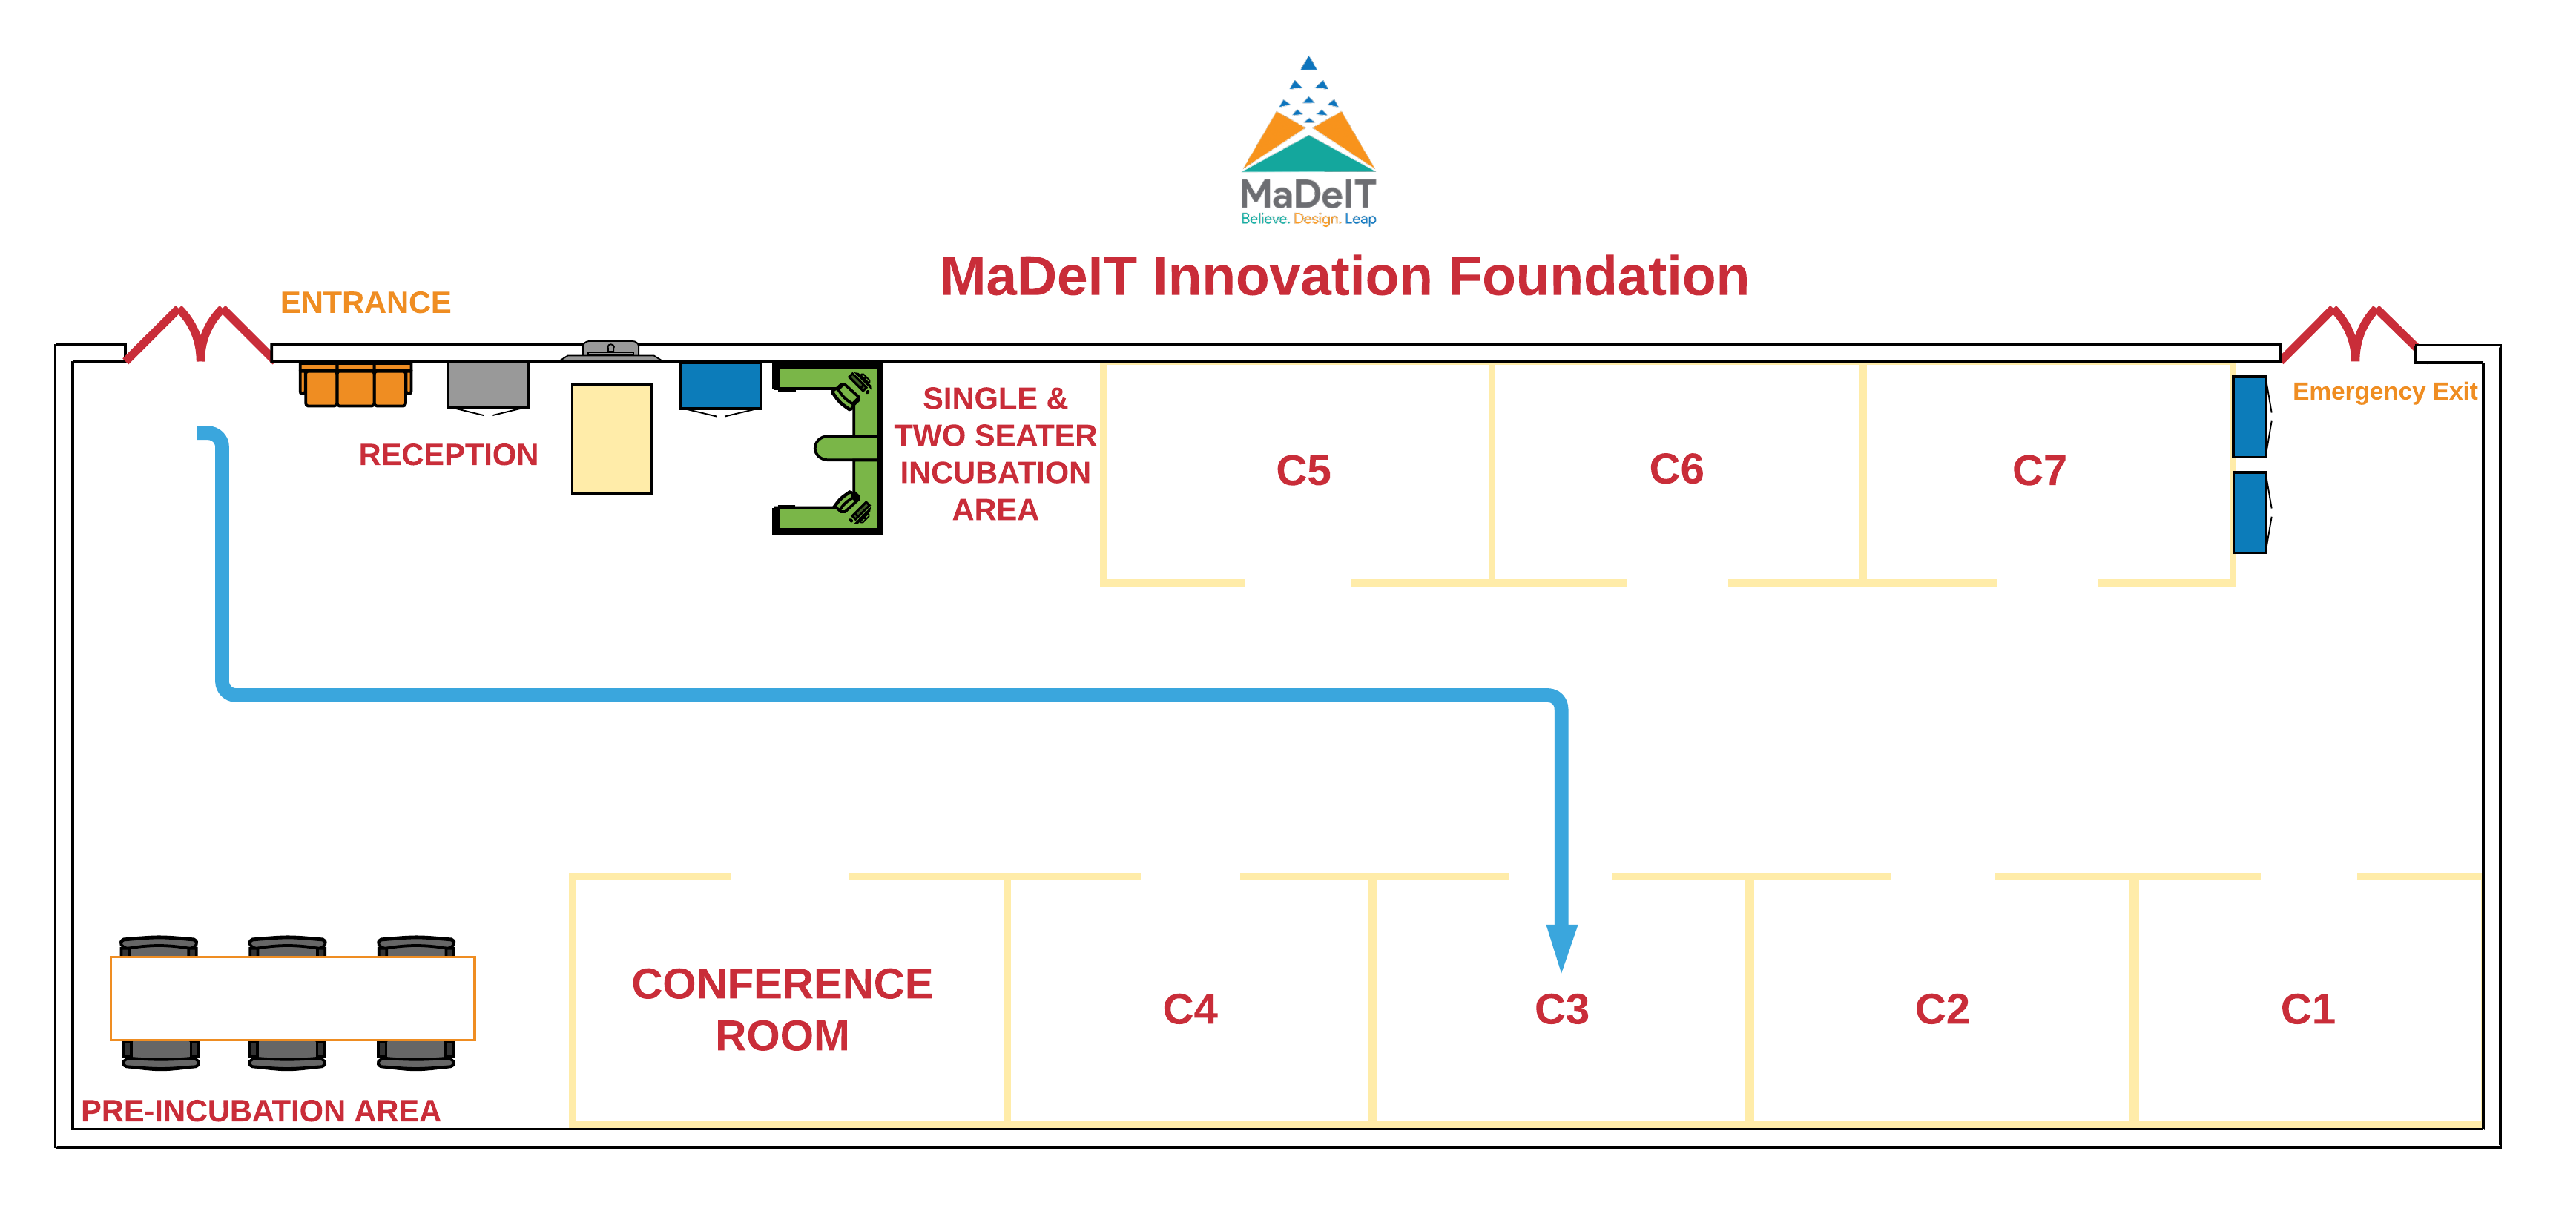 MaDeIT
Believe. Design. Leap
MaDeIT Innovation Foundation
ENTRANCE
Emergency Exit
RECEPTION
SINGLE &
TWO SEATER
INCUBATION
AREA
C5
C6
C7
CONFERENCE
ROOM
C4
C3
C2
C1
PRE-INCUBATION AREA